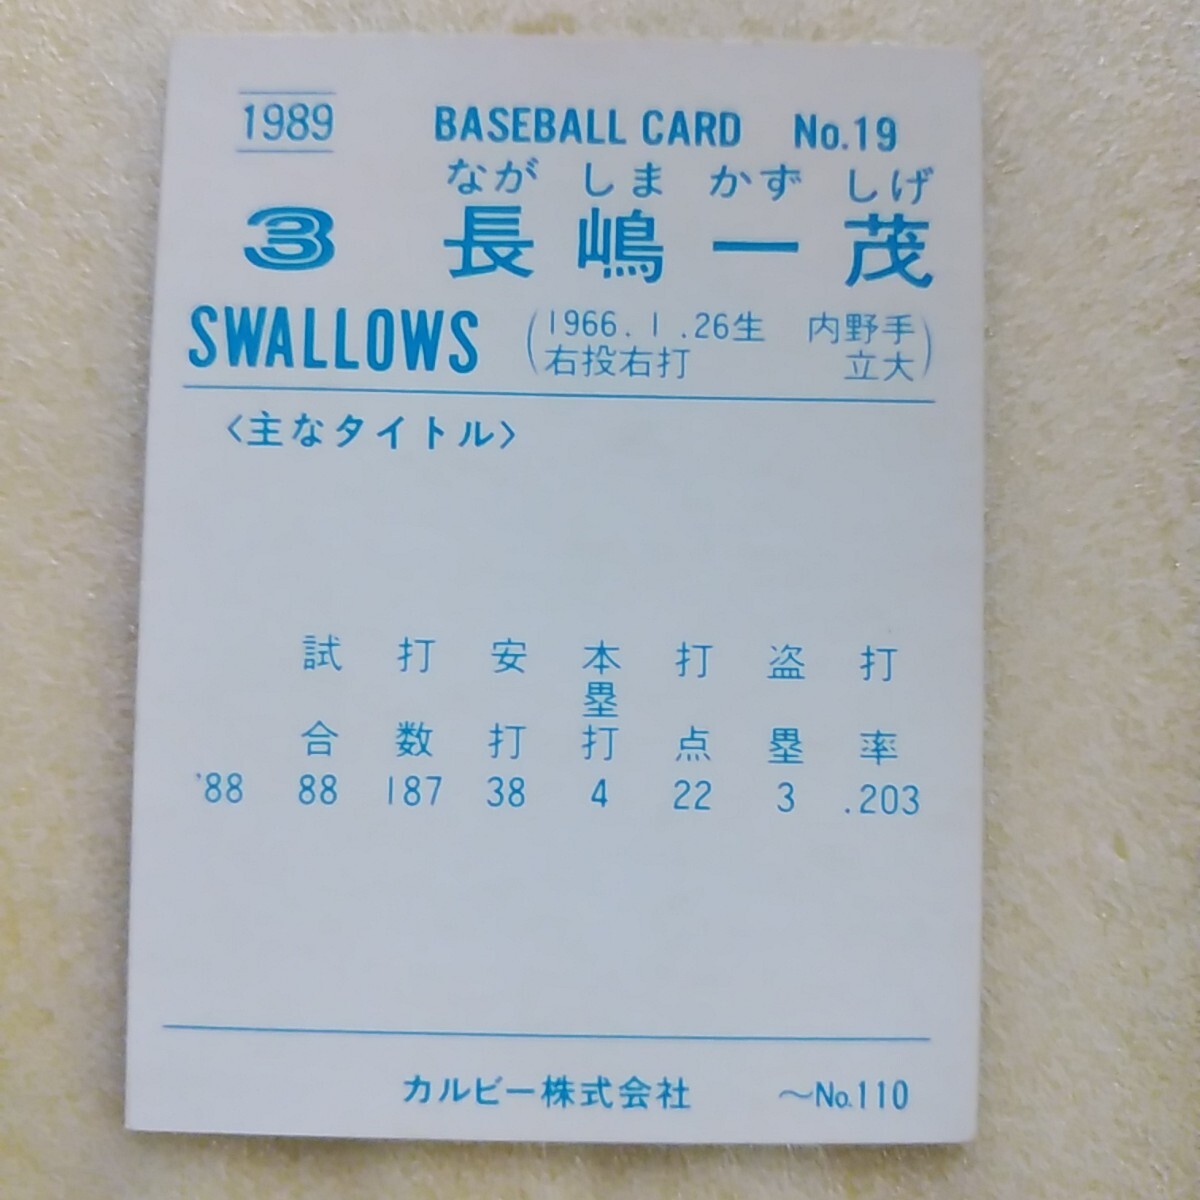 1989 BASEBALL CARD No.19
なが しま かず しげ
3 長嶋一茂
SWALLOWS (1966.1.26生 内野手
右投右打 立大)
〈主なタイトル〉
試合 打数 安打 本塁打 打点 盗塁 打率
'88 88 187 38 4 22 3 .203
カルビー株式会社 〜No.110